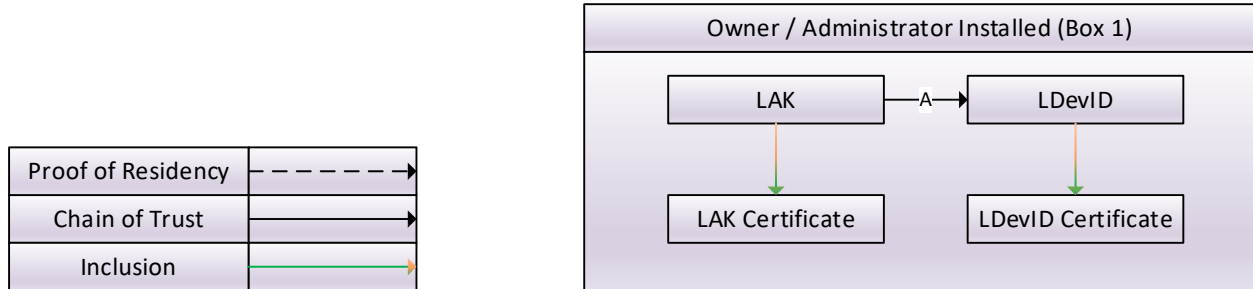 Owner / Administrator Installed (Box 1)
LAK
A
LDevID
LAK Certificate
LDevID Certificate
Proof of Residency
Chain of Trust
Inclusion